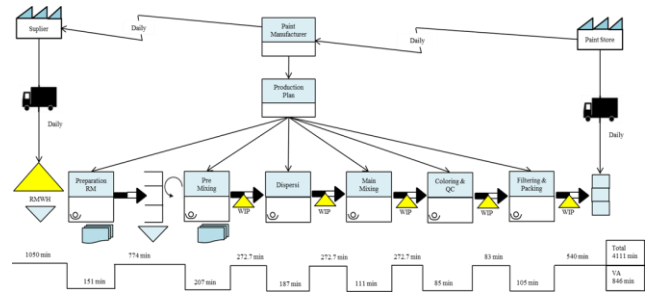 Suplier
Daily
Paint
Manufacturer
Daily
Paint Store
Production
Plan
Daily
Daily
RMWH
Preparation
RM
Pre
Mixing
WIP
Dispersi
WIP
Main
Mixing
WIP
Coloring &
QC
WIP
Filtering &
Packing
WIP
1050 min
774 min
272.7 min
272.7 min
272.7 min
83 min
540 min
Total
4111 min
151 min
207 min
187 min
111 min
85 min
105 min
VA
846 min